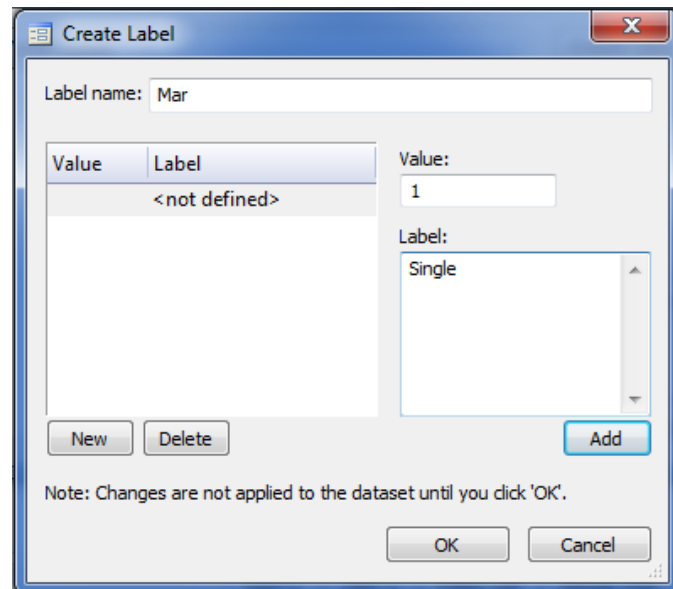 Create Label
Label name: Mar
Value Label
<not defined>
Value:
1
Label:
Single
New Delete
Add
Note: Changes are not applied to the dataset until you click 'OK'.
OK Cancel